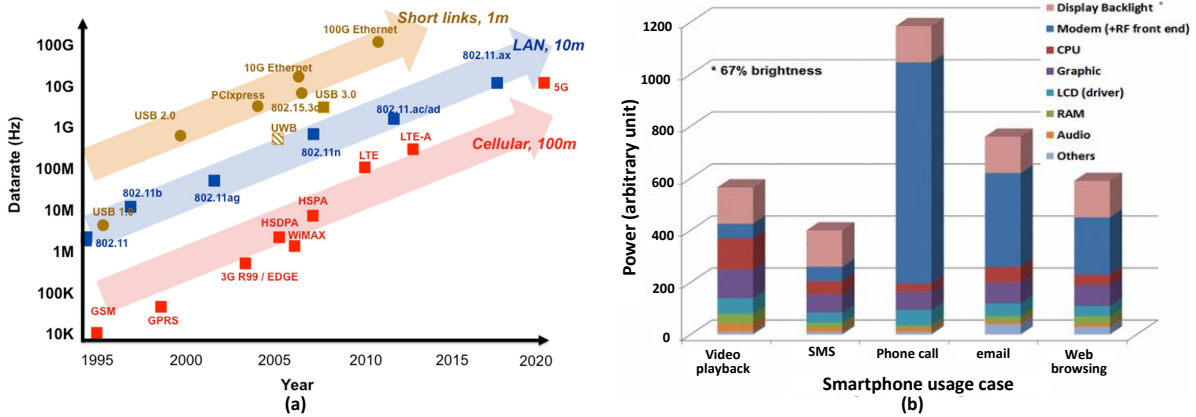 Short links, 1m
100G Ethernet
LAN, 10m
802.11.ax
10G Ethernet
5G
PCIxpress
USB 3.0
802.15.3c
USB 2.0
802.11.ac/ad
UWB
Cellular, 100m
802.11n
LTE-A
LTE
802.11b
802.11ag
USB 1.0
HSPA
802.11
HSDPA
WiMAX
3G R99 / EDGE
GSM
GPRS
Datarate (Hz)
100G
10G
1G
100M
10M
1M
100K
10K
1995
2000
2005
2010
2015
2020
Year
(a)
Display Backlight *
Modem (+RF front end)
CPU
Graphic
LCD (driver)
RAM
Audio
Others
* 67% brightness
Power (arbitrary unit)
1200
1000
800
600
400
200
0
Video
playback
SMS
Phone call
email
Web
browsing
Smartphone usage case
(b)